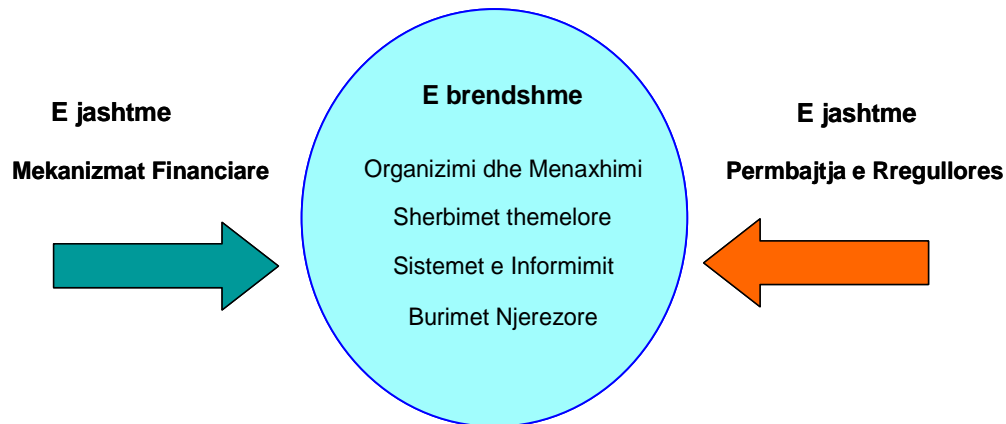 E jashtme
Mekanizmat Financiare
E brendshme
Organizimi dhe Menaxhimi
Sherbimet themelore
Sistemet e Informimit
Burimet Njerezore
E jashtme
Permbajtja e Rregullores